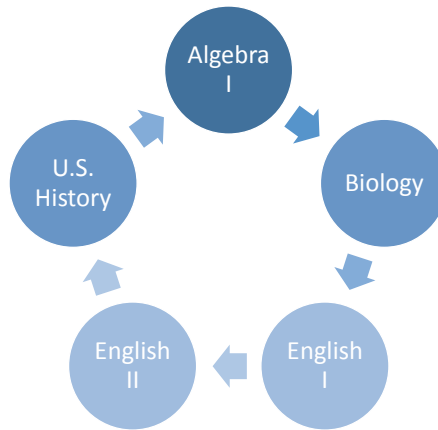 Algebra
I
Biology
English
I
English
II
U.S.
History